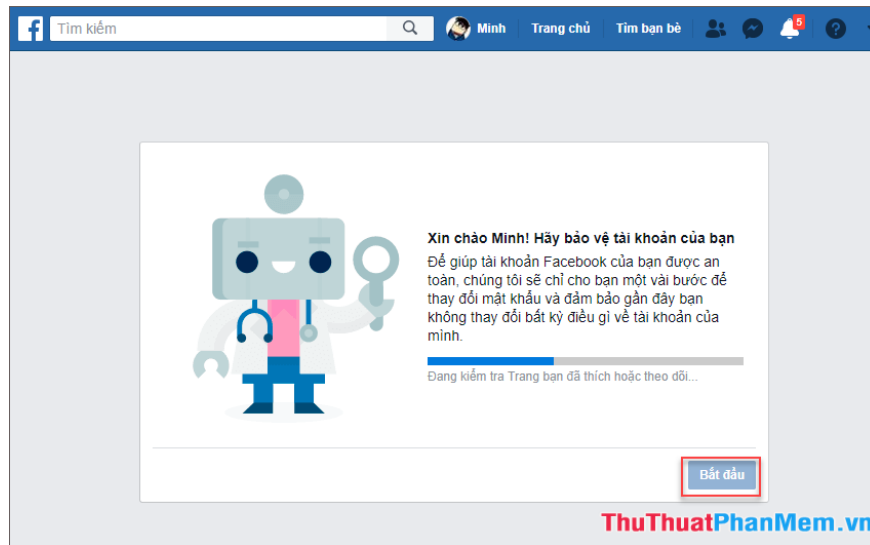 f
Tìm kiếm
Minh
Trang chủ
Tìm bạn bè
5
?
Xin chào Minh! Hãy bảo vệ tài khoản của bạn
Để giúp tài khoản Facebook của bạn được an
toàn, chúng tôi sẽ chỉ cho bạn một vài bước để
thay đổi mật khẩu và đảm bảo gần đây bạn
không thay đổi bất kỳ điều gì về tài khoản của
mình.
Đang kiểm tra Trang bạn đã thích hoặc theo dõi...
Bắt đầu
ThuThuatPhanMem.vn